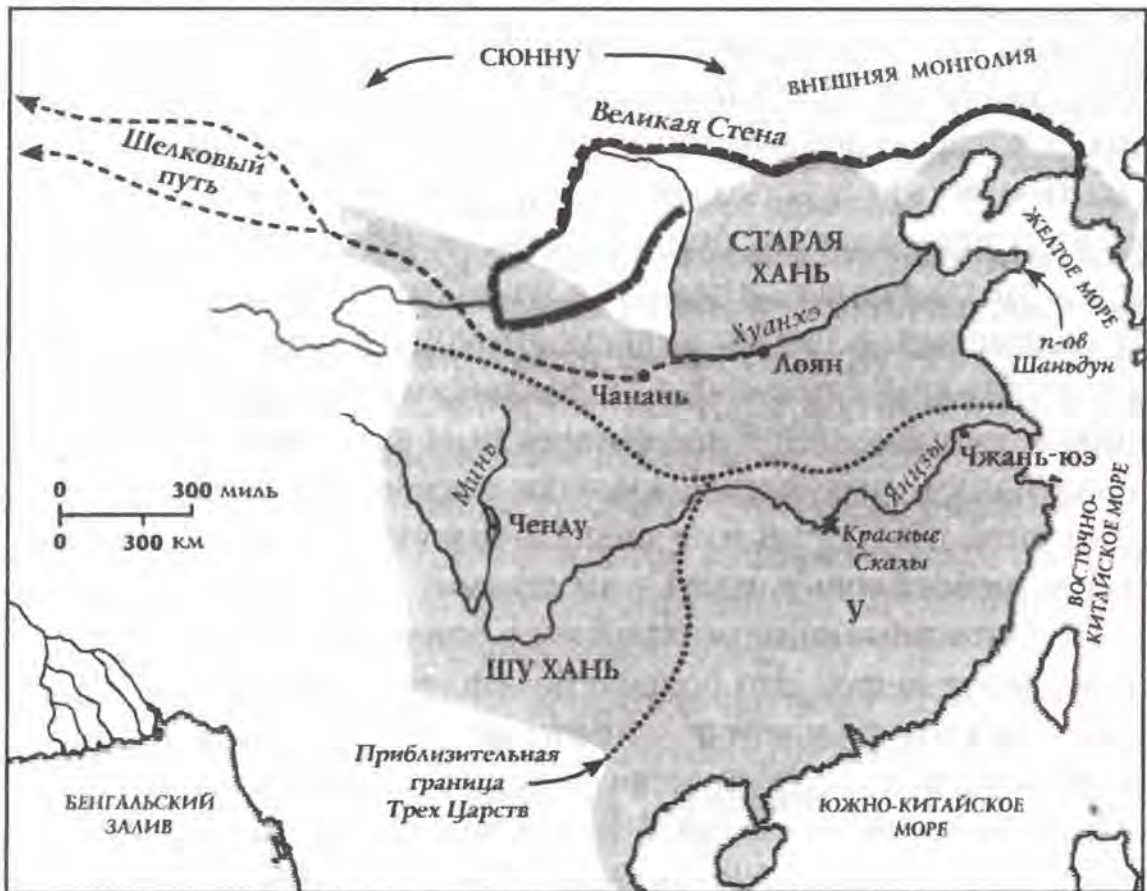 СЮННУ
ВНЕШНЯЯ МОНГОЛИЯ
Великая Стена
Шелковый
путь
СТАРАЯ
ХАНЬ
ЖЕЛТОЕ МОРЕ
Хуанхэ
п-ов
Шаньдун
Лоян
Чанань
Минь
Янцзы
Чжань-юэ
0 300 миль
0 300 км
Ченду
Красные
Скалы
ВОСТОЧНО-
КИТАЙСКОЕ МОРЕ
У
ШУ ХАНЬ
Приблизительная
граница
Трех Царств
БЕНГАЛЬСКИЙ
ЗАЛИВ
ЮЖНО-КИТАЙСКОЕ
МОРЕ